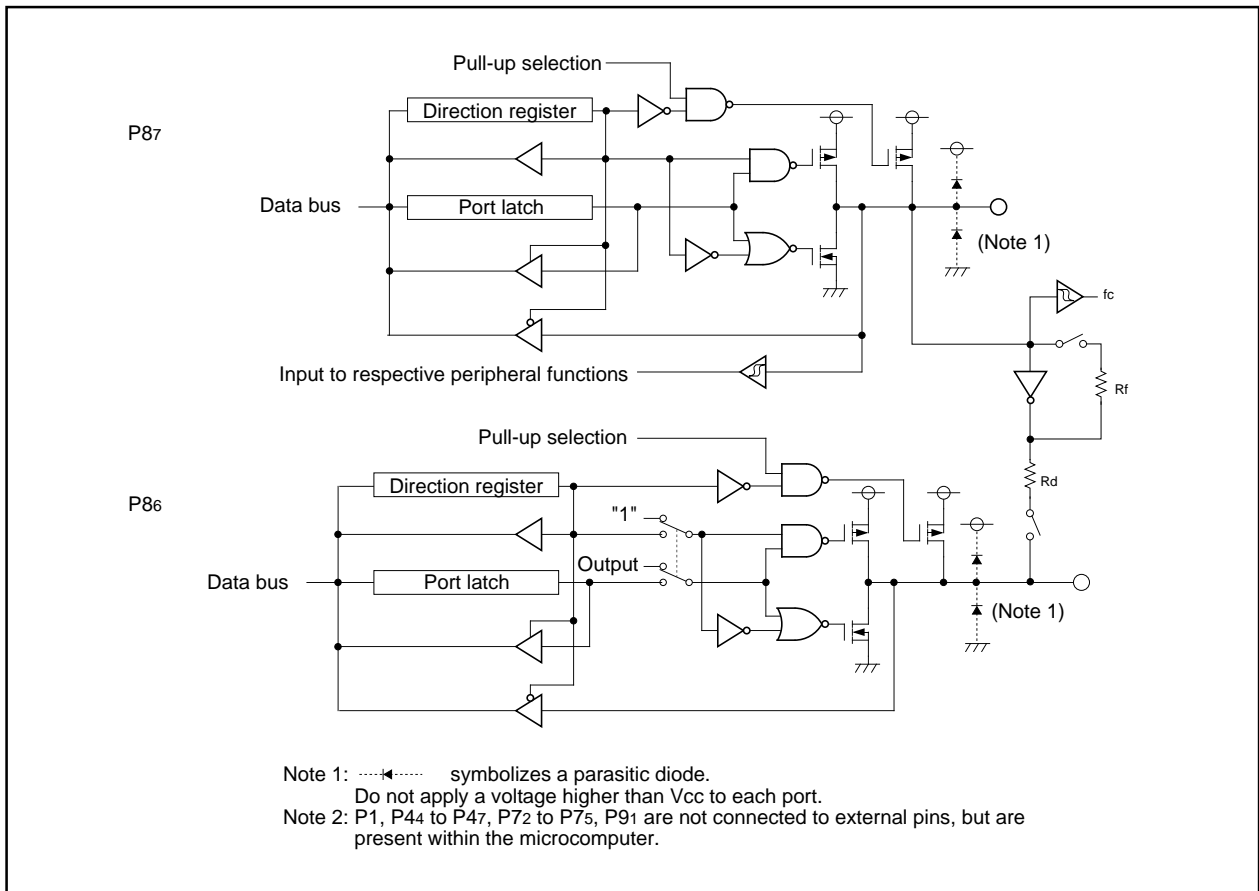 Pull-up selection
Direction register
P87
Data bus
Port latch
(Note 1)
fc
Input to respective peripheral functions
Rf
Pull-up selection
Direction register
Rd
P86
"1"
Output
Data bus
Port latch
(Note 1)
Note 1: symbolizes a parasitic diode.
Do not apply a voltage higher than Vcc to each port.
Note 2: P1, P44 to P47, P72 to P75, P91 are not connected to external pins, but are
present within the microcomputer.